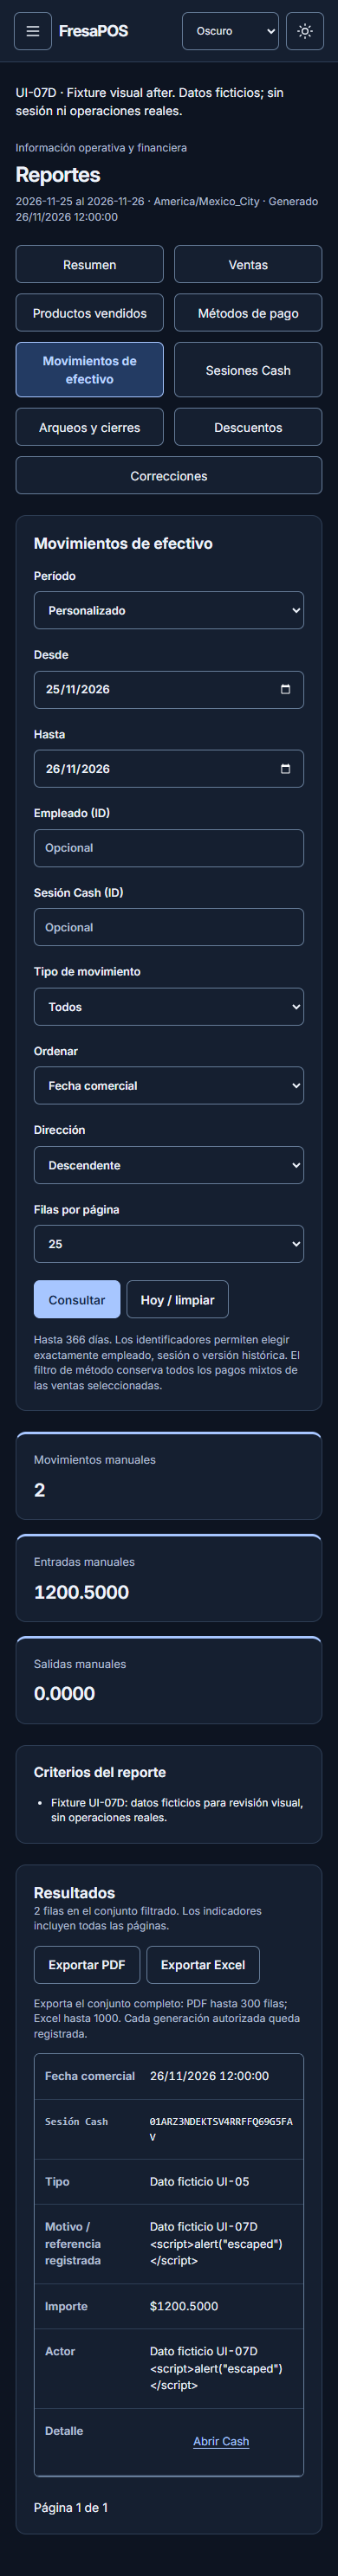 FresaPOS
Oscuro
UI-07D · Fixture visual after. Datos ficticios; sin
sesión ni operaciones reales.
Información operativa y financiera
Reportes
2026-11-25 al 2026-11-26 · America/Mexico_City · Generado
26/11/2026 12:00:00
Resumen
Ventas
Productos vendidos
Métodos de pago
Movimientos de
efectivo
Sesiones Cash
Arqueos y cierres
Descuentos
Correcciones
Movimientos de efectivo
Período
Personalizado
Desde
25/11/2026
Hasta
26/11/2026
Empleado (ID)
Opcional
Sesión Cash (ID)
Opcional
Tipo de movimiento
Todos
Ordenar
Fecha comercial
Dirección
Descendente
Filas por página
25
Consultar
Hoy / limpiar
Hasta 366 días. Los identificadores permiten elegir
exactamente empleado, sesión o versión histórica. El
filtro de método conserva todos los pagos mixtos de
las ventas seleccionadas.
Movimientos manuales
2
Entradas manuales
1200.5000
Salidas manuales
0.0000
Criterios del reporte
• Fixture UI-07D: datos ficticios para revisión visual,
sin operaciones reales.
Resultados
2 filas en el conjunto filtrado. Los indicadores
incluyen todas las páginas.
Exportar PDF
Exportar Excel
Exporta el conjunto completo: PDF hasta 300 filas;
Excel hasta 1000. Cada generación autorizada queda
registrada.
Fecha comercial
26/11/2026 12:00:00
Sesión Cash
01ARZ3NDEKTSV4RRFFQ69G5FA
V
Tipo
Dato ficticio UI-05
Motivo /
referencia
registrada
Dato ficticio UI-07D
<script>alert("escaped")
</script>
Importe
$1200.5000
Actor
Dato ficticio UI-07D
<script>alert("escaped")
</script>
Detalle
Abrir Cash
Página 1 de 1